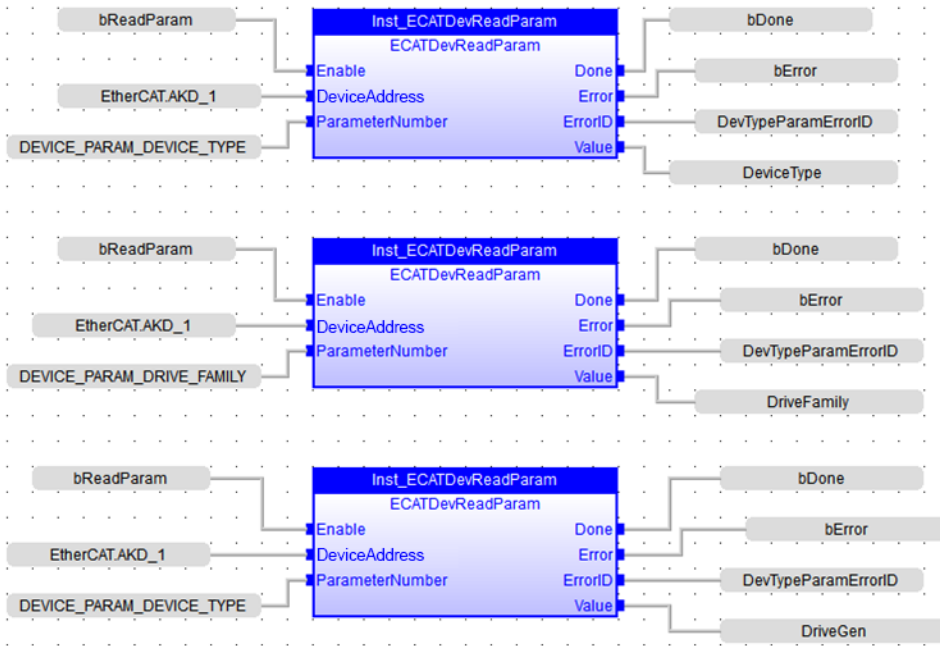 bReadParam Inst_ECATDevReadParam bDone
ECATDevReadParam
Enable Done bError
EtherCAT.AKD_1 DeviceAddress Error
ParameterNumber ErrorID DevTypeParamErrorID
DEVICE_PARAM_DEVICE_TYPE Value
DeviceType
bReadParam Inst_ECATDevReadParam bDone
ECATDevReadParam
Enable Done bError
EtherCAT.AKD_1 DeviceAddress Error
ParameterNumber ErrorID DevTypeParamErrorID
DEVICE_PARAM_DRIVE_FAMILY Value
DriveFamily
bReadParam Inst_ECATDevReadParam bDone
ECATDevReadParam
Enable Done bError
EtherCAT.AKD_1 DeviceAddress Error
ParameterNumber ErrorID DevTypeParamErrorID
DEVICE_PARAM_DEVICE_TYPE Value
DriveGen